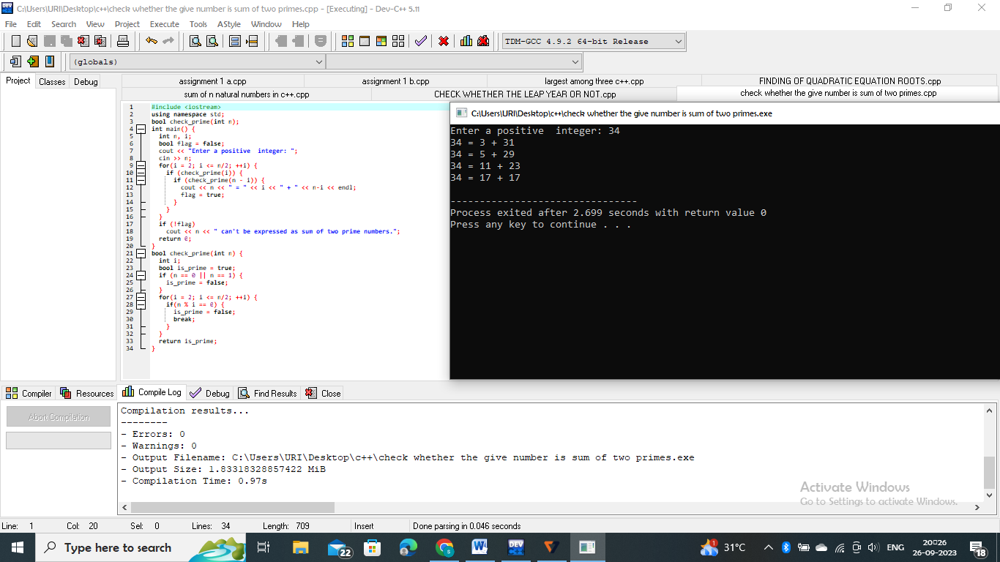 C:\Users\URI\Desktop\c++\check whether the give number is sum of two primes.cpp - [Executing] - Dev-C++ 5.11
File Edit Search View Project Execute Tools AStyle Window Help
TDM-GCC 4.9.2 64-bit Release
(globals)
Project Classes Debug
assignment 1 a.cpp assignment 1 b.cpp largest among three c++.cpp FINDING OF QUADRATIC EQUATION ROOTS.cpp
sum of n natural numbers in c++.cpp CHECK WHETHER THE LEAP YEAR OR NOT.cpp check whether the give number is sum of two primes.cpp
1 #include <iostream>
2 using namespace std;
3 bool check_prime(int n);
4 int main() {
5 int n, i;
6 bool flag = false;
7 cout << "Enter a positive  integer: ";
8 cin >> n;
9 for(i = 2; i <= n/2; ++i) {
10 if (check_prime(i)) {
11 if (check_prime(n - i)) {
12 cout << n << " = " << i << " + " << n-i << endl;
13 flag = true;
14 }
15 }
16 }
17 if (!flag)
18 cout << n << " can't be expressed as sum of two prime numbers.";
19 return 0;
20 }
21 bool check_prime(int n) {
22 int i;
23 bool is_prime = true;
24 if (n == 0 || n == 1) {
25 is_prime = false;
26 }
27 for(i = 2; i <= n/2; ++i) {
28 if(n % i == 0) {
29 is_prime = false;
30 break;
31 }
32 }
33 return is_prime;
34 }
C:\Users\URI\Desktop\c++\check whether the give number is sum of two primes.exe
Enter a positive  integer: 34
34 = 3 + 31
34 = 5 + 29
34 = 11 + 23
34 = 17 + 17
--------------------------------
Process exited after 2.699 seconds with return value 0
Press any key to continue . . .
Compiler Resources Compile Log Debug Find Results Close
Abort Compilation
Compilation results...
--------
- Errors: 0
- Warnings: 0
- Output Filename: C:\Users\URI\Desktop\c++\check whether the give number is sum of two primes.exe
- Output Size: 1.83318328857422 MiB
- Compilation Time: 0.97s
Activate Windows
Go to Settings to activate Windows.
Line: 1 Col: 20 Sel: 0 Lines: 34 Length: 709 Insert Done parsing in 0.046 seconds
Type here to search 22 DEV 1 31°C ENG 20▯26
26-09-2023 18